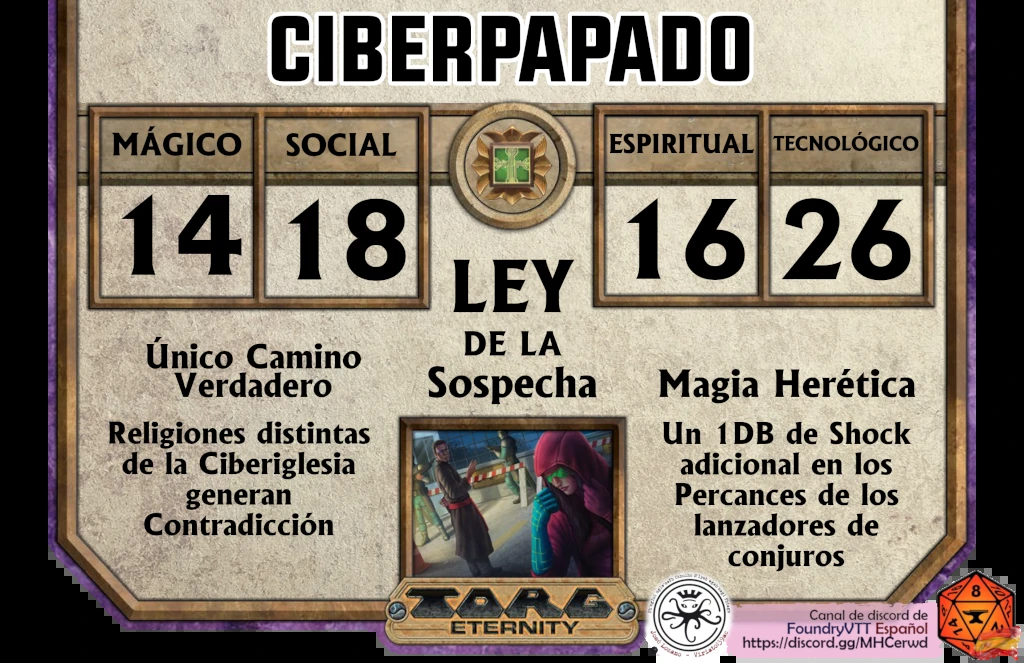 CIBERPAPADO
MÁGICO
14
SOCIAL
18
ESPIRITUAL
16
TECNOLÓGICO
26
LEY
DE LA
Sospecha
Único Camino
Verdadero
Religiones distintas
de la Ciberiglesia
generan
Contradicción
Magia Herética
Un 1DB de Shock
adicional en los
Percances de los
lanzadores de
conjuros
TORG
ETERNITY
Canal de discord de
FoundryVTT Español
https://discord.gg/MHCerwd
8